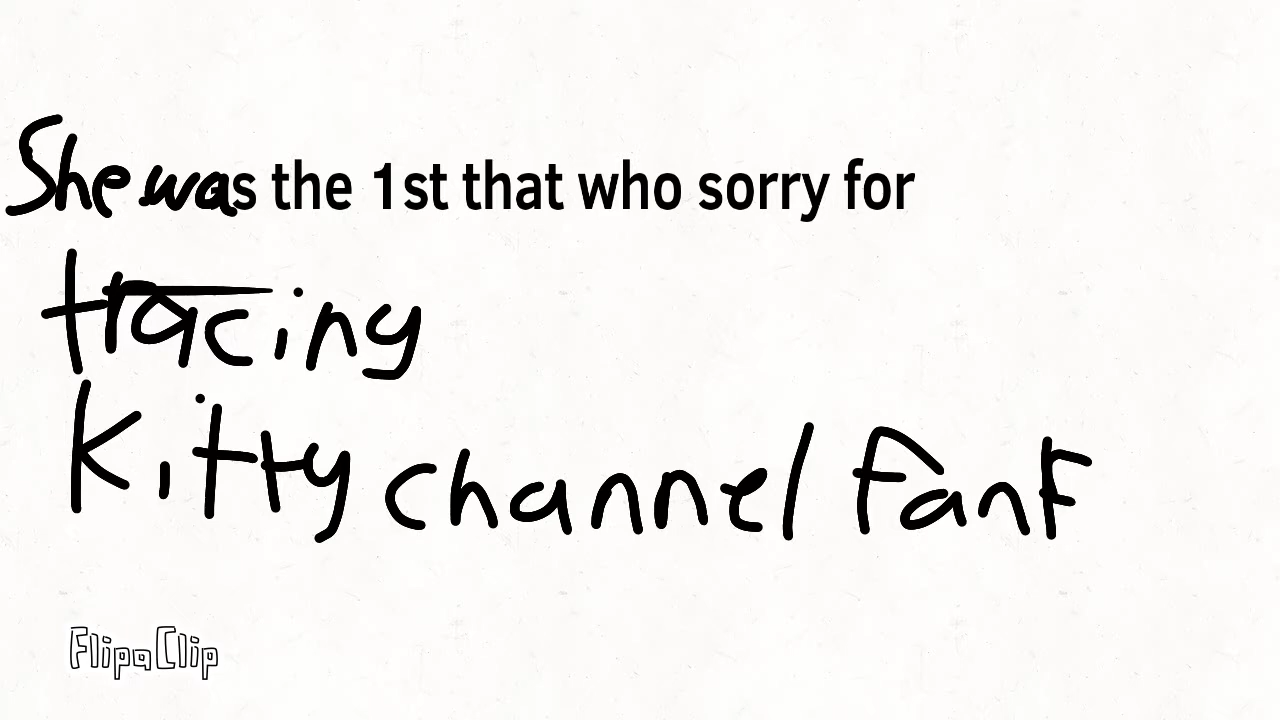 She was the 1st that who sorry for
tracing
Kitty channel fanf
FlipaClip